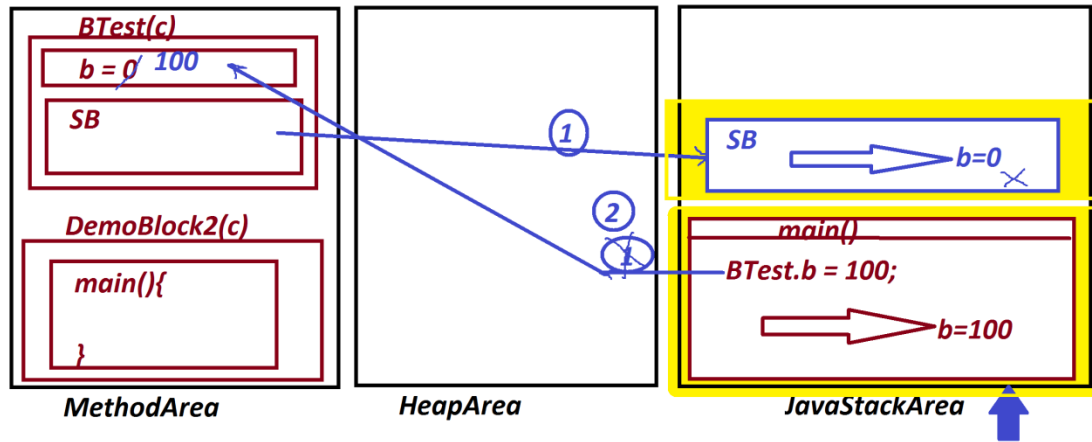 BTest(c)
b = 0 100
SB
DemoBlock2(c)
main(){
}
MethodArea
1
2
1
HeapArea
SB
b=0
main()
BTest.b = 100;
b=100
JavaStackArea